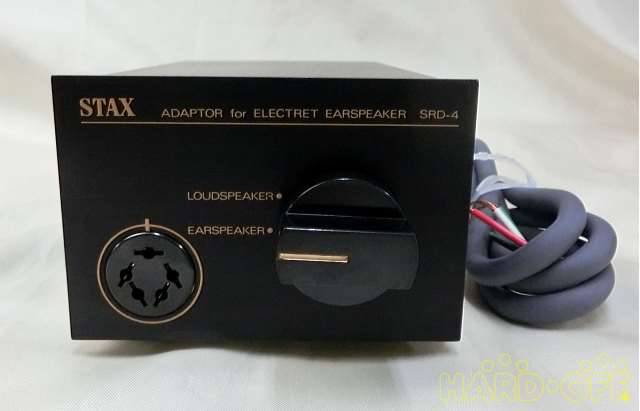 STAX ADAPTOR for ELECTRET EARSPEAKER SRD-4
LOUDSPEAKER
EARSPEAKER
HARD·OFF